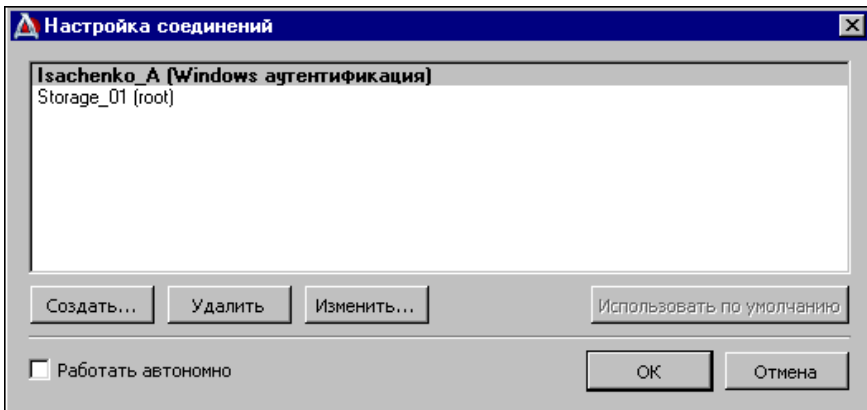 Настройка соединений
Isachenko_A (Windows аутентификация)
Storage_01 (root)
Создать...
Удалить
Изменить...
Использовать по умолчанию
Работать автономно
OK
Отмена